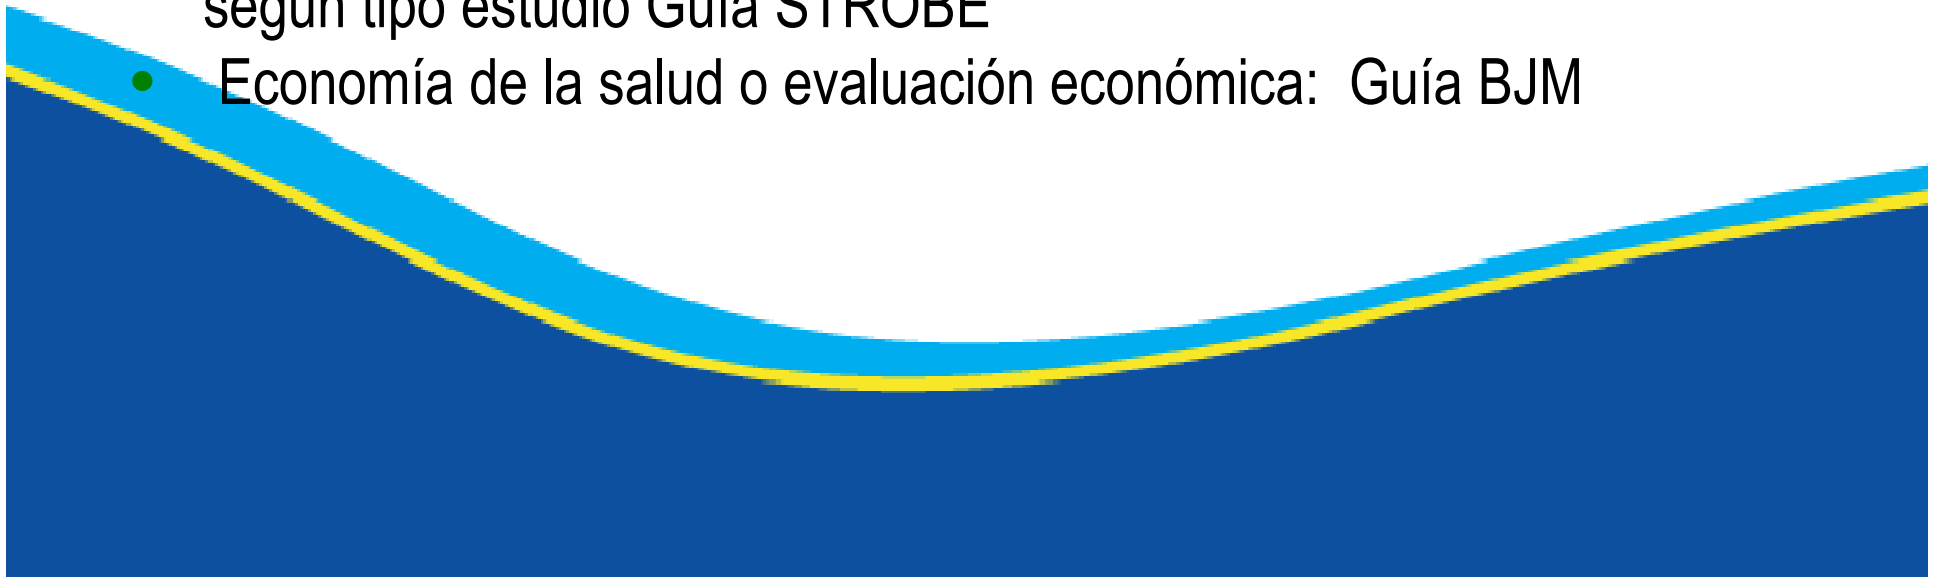 según tipo estudio Guía STROBE
• Economía de la salud o evaluación económica: Guía BJM